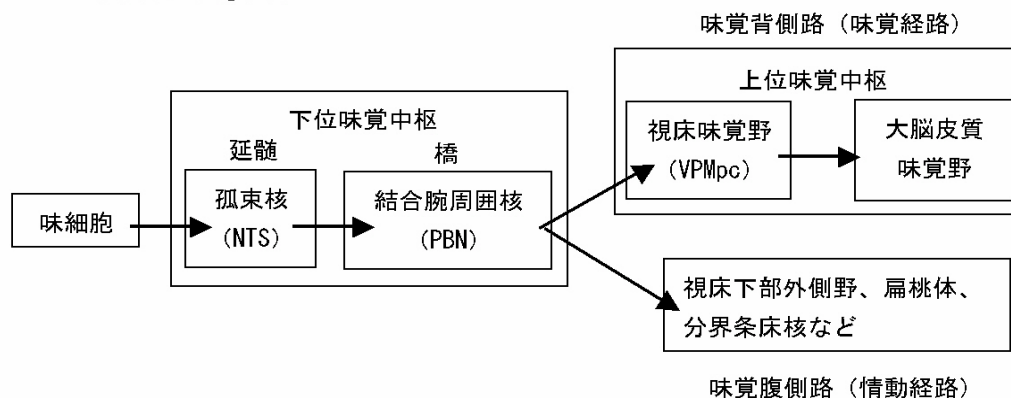 味覚背側路（味覚経路）
上位味覚中枢
下位味覚中枢
延髄
橋
視床味覚野
(VPMpc)
大脳皮質
味覚野
味細胞
孤束核
(NTS)
結合腕周囲核
(PBN)
視床下部外側野、扁桃体、
分界条床核など
味覚腹側路（情動経路）